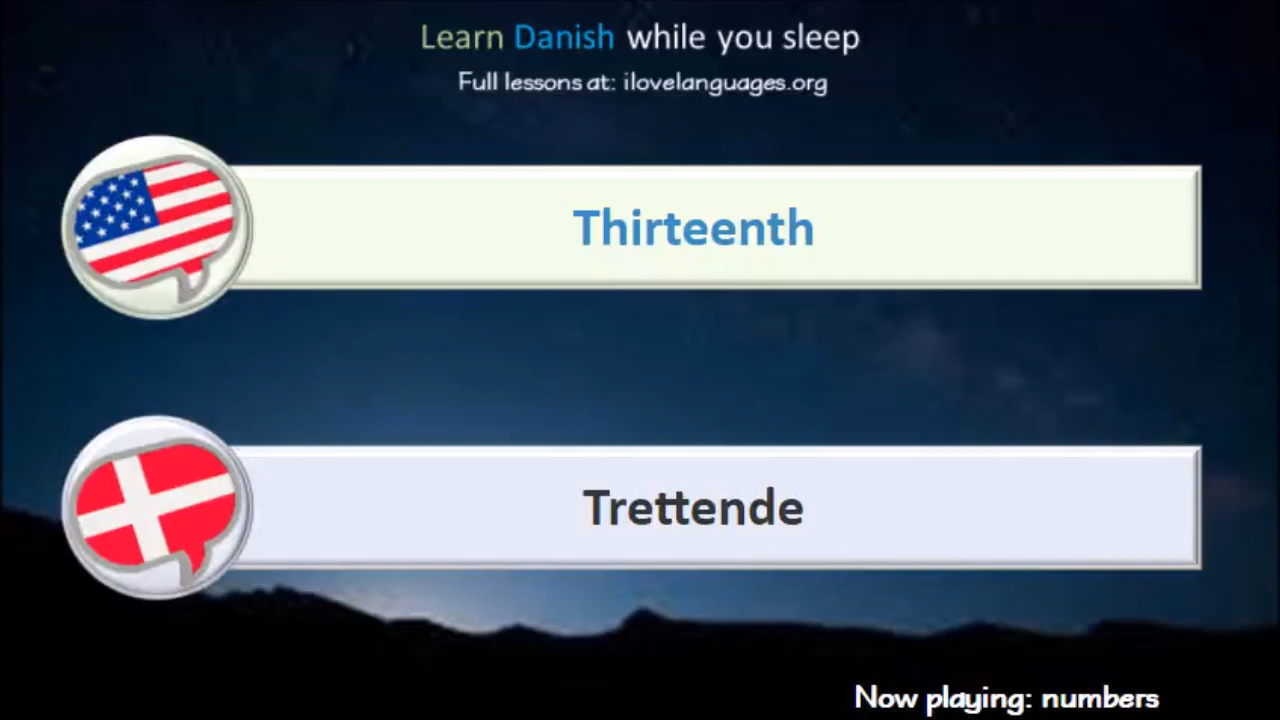 Learn Danish while you sleep
Full lessons at: ilovelanguages.org
Thirteenth
Trettende
Now playing: numbers